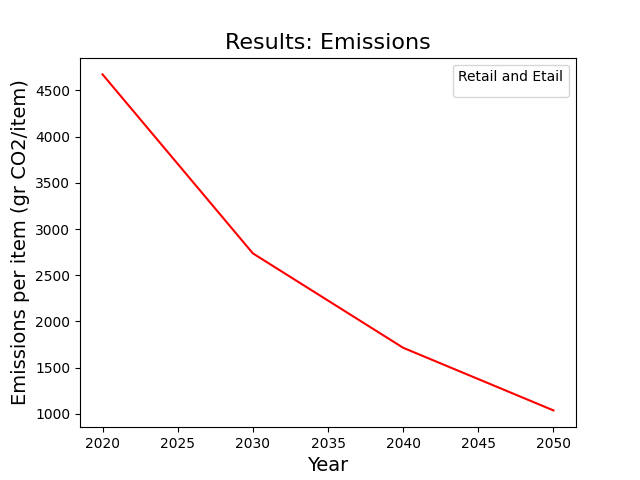 Results: Emissions
Retail and Etail
Emissions per item (gr CO2/item)
4500
4000
3500
3000
2500
2000
1500
1000
2020 2025 2030 2035 2040 2045 2050
Year